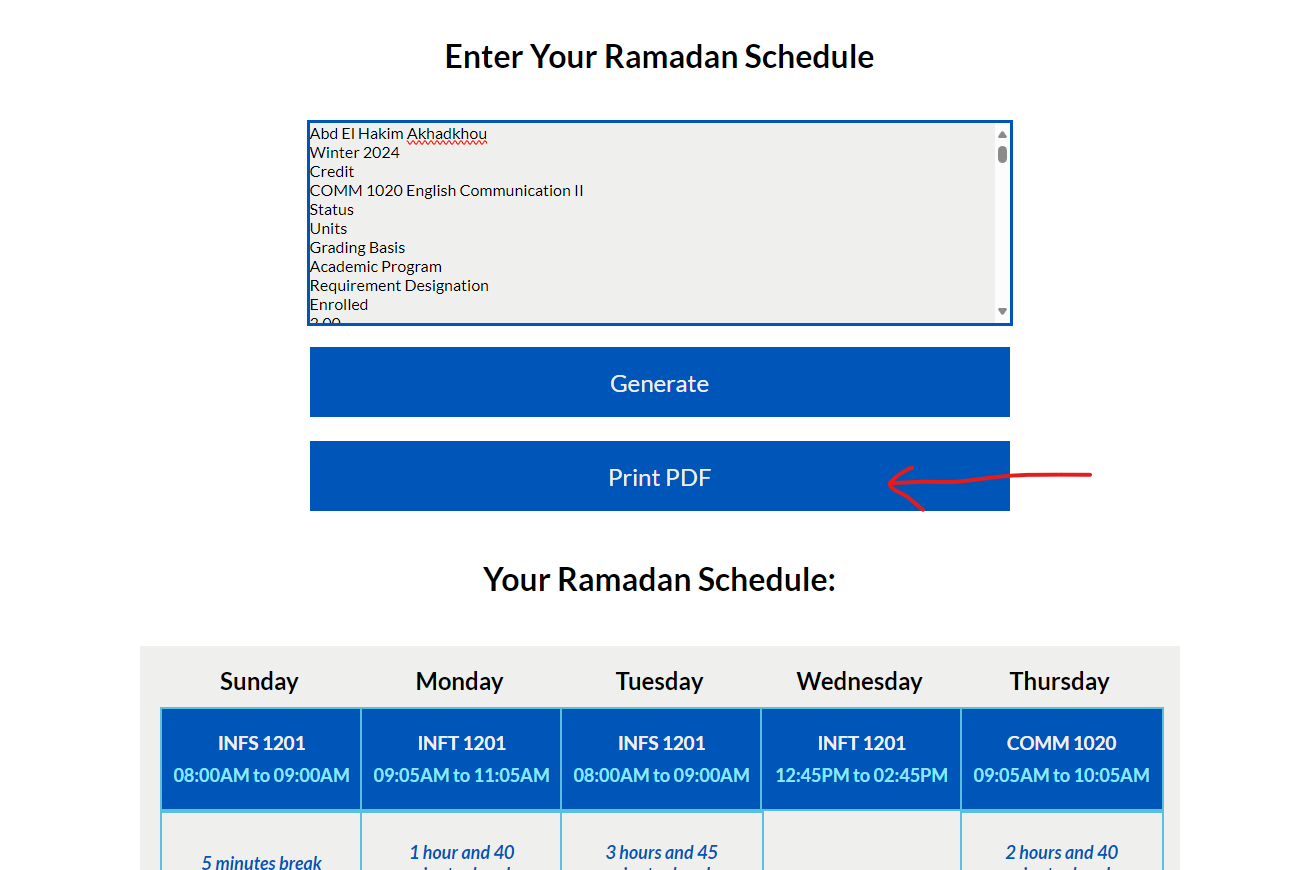 Enter Your Ramadan Schedule
Abd El Hakim Akhadkhou
Winter 2024
Credit
COMM 1020 English Communication II
Status
Units
Grading Basis
Academic Program
Requirement Designation
Enrolled
Generate
Print PDF
Your Ramadan Schedule:
Sunday Monday Tuesday Wednesday Thursday
INFS 1201 INFT 1201 INFS 1201 INFT 1201 COMM 1020
08:00AM to 09:00AM 09:05AM to 11:05AM 08:00AM to 09:00AM 12:45PM to 02:45PM 09:05AM to 10:05AM
5 minutes break 1 hour and 40 3 hours and 45 2 hours and 40